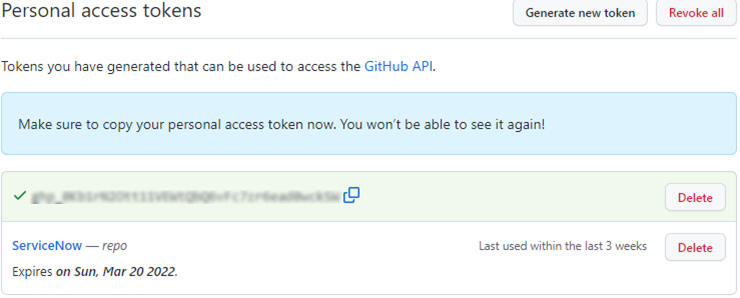 Personal access tokens
Generate new token
Revoke all
Tokens you have generated that can be used to access the GitHub API.
Make sure to copy your personal access token now. You won't be able to see it again!
Delete
ServiceNow — repo
Last used within the last 3 weeks
Delete
Expires on Sun, Mar 20 2022.